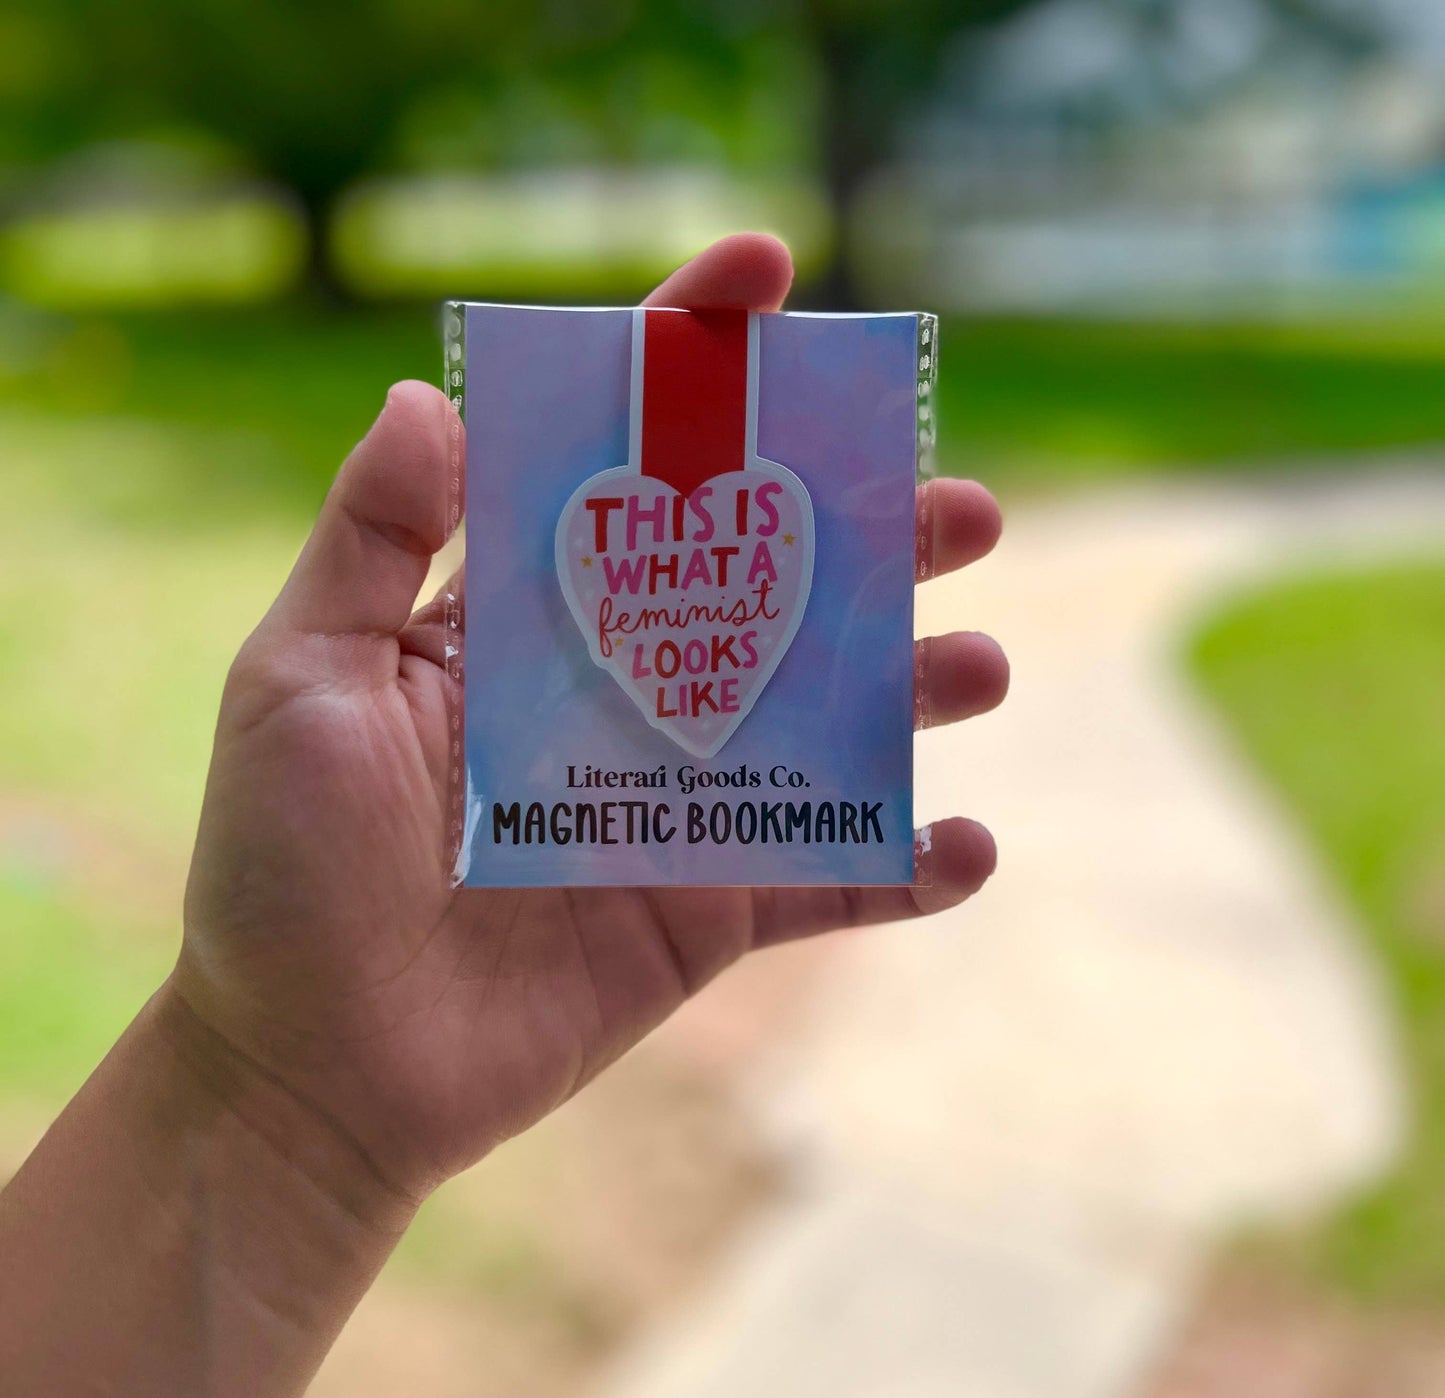 THIS IS
WHAT A
feminist
LOOKS
LIKE
Literari Goods Co.
MAGNETIC BOOKMARK